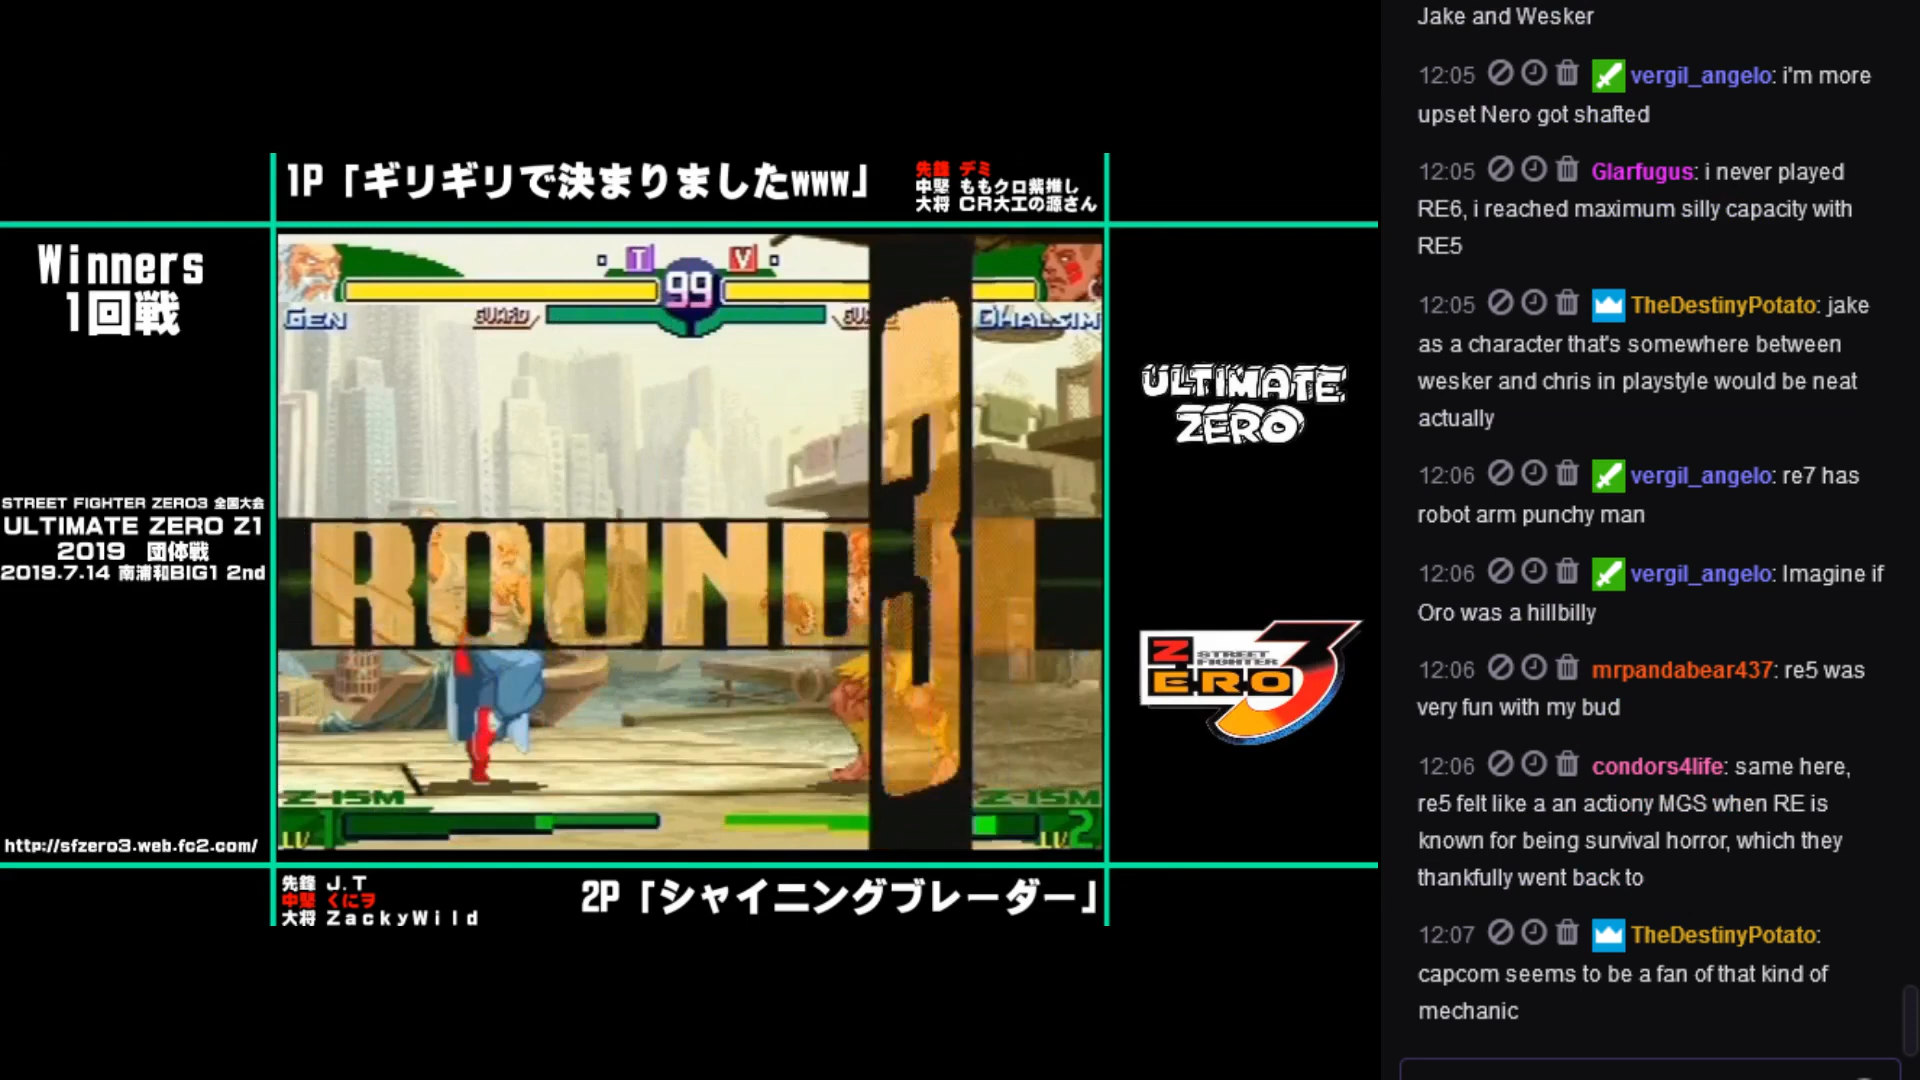 1P「ギリギリで決まりましたwww」
先鋒 デミ
中堅 ももクロ紫推し
大将 CR大工の源さん
Winners
1回戦
STREET FIGHTER ZERO3 全国大会
ULTIMATE ZERO Z1
2019 団体戦
2019.7.14 南浦和BIG1 2nd
http://sfzero3.web.fc2.com/
T
V
99
GEN
GUARD
DHALSIM
ROUND
3
Z-ISM
Z-ISM
LV 1
LV 2
先鋒 J.T
中堅 くにヲ
大将 ZackyWild
2P「シャイニングブレーダー」
ULTIMATE
ZERO
STREET
FIGHTER
ZERO 3
Jake and Wesker
12:05 vergil_angelo: i'm more
upset Nero got shafted
12:05 Glarfugus: i never played
RE6, i reached maximum silly capacity with
RE5
12:05 TheDestinyPotato: jake
as a character that's somewhere between
wesker and chris in playstyle would be neat
actually
12:06 vergil_angelo: re7 has
robot arm punchy man
12:06 vergil_angelo: Imagine if
Oro was a hillbilly
12:06 mrpandabear437: re5 was
very fun with my bud
12:06 condors4life: same here,
re5 felt like a an actiony MGS when RE is
known for being survival horror, which they
thankfully went back to
12:07 TheDestinyPotato:
capcom seems to be a fan of that kind of
mechanic